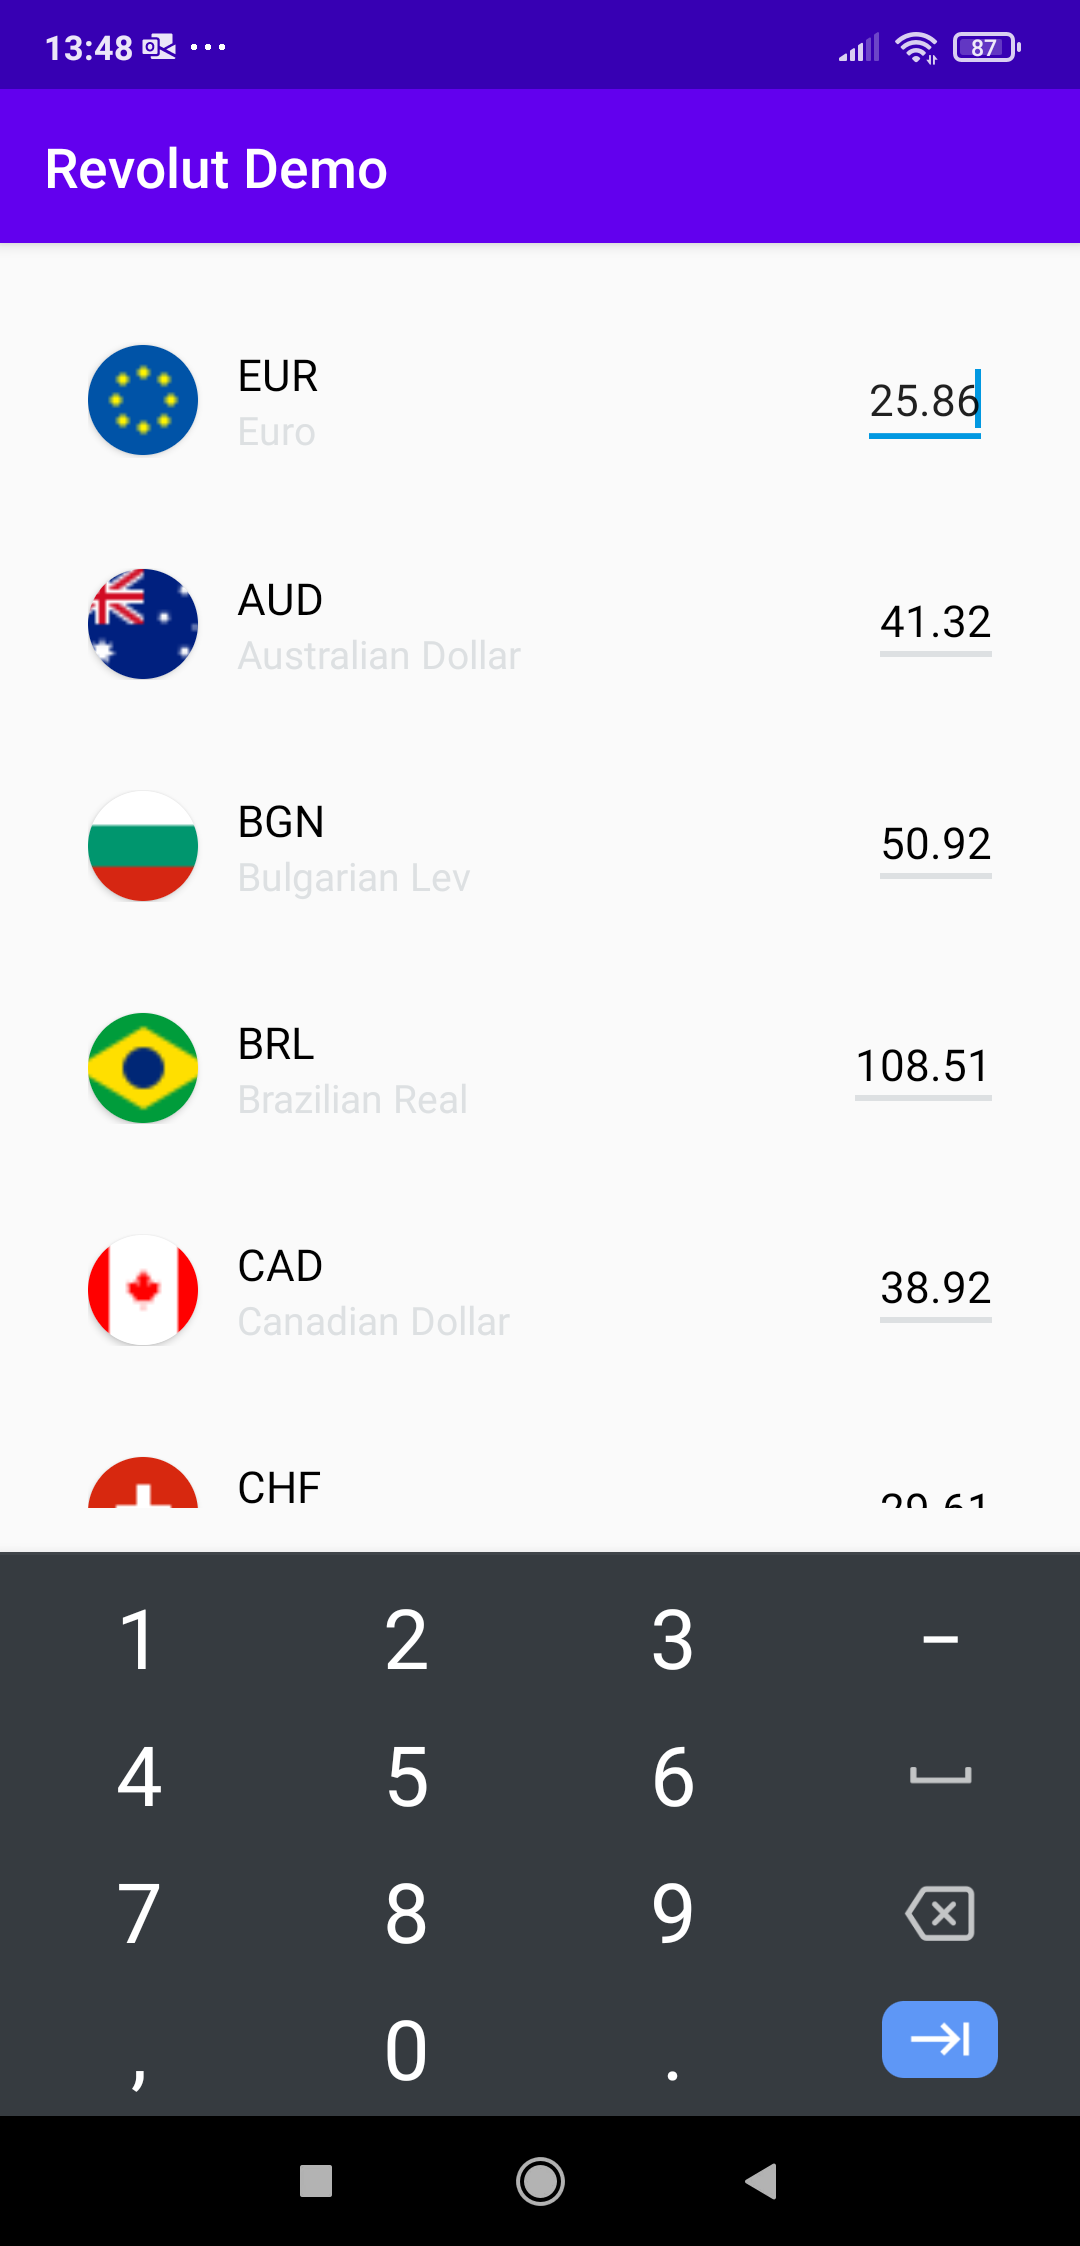 13:48
87
Revolut Demo
EUR
Euro
25.86
AUD
Australian Dollar
41.32
BGN
Bulgarian Lev
50.92
BRL
Brazilian Real
108.51
CAD
Canadian Dollar
38.92
CHF
29.61
1 2 3 –
4 5 6
7 8 9
, 0 .